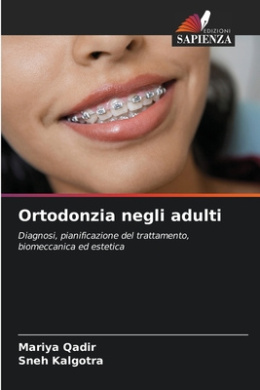 EDIZIONI
SAPIENZA
Ortodonzia negli adulti
Diagnosi, pianificazione del trattamento,
biomeccanica ed estetica
Mariya Qadir
Sneh Kalgotra